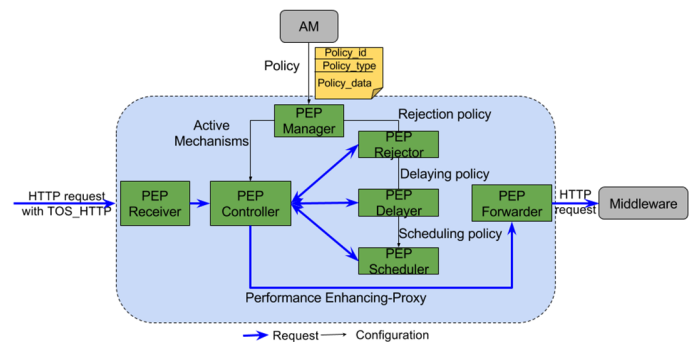 AM
Policy
Policy_id
Policy_type
Policy_data
PEP
Manager
Active
Mechanisms
Rejection policy
PEP
Rejector
Delaying policy
HTTP request
with TOS_HTTP
PEP
Receiver
PEP
Controller
PEP
Delayer
PEP
Forwarder
HTTP
request
Middleware
Scheduling policy
PEP
Scheduler
Performance Enhancing-Proxy
Request
Configuration